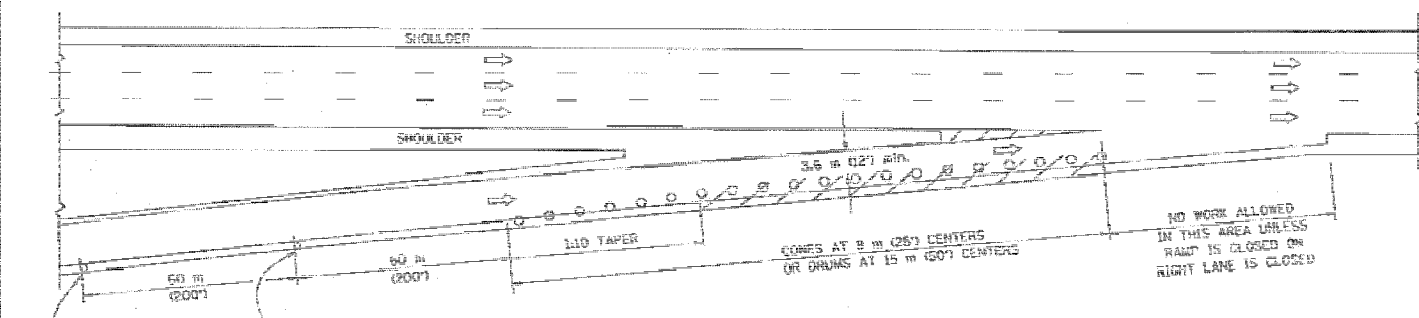 SHOULDER
SHOULDER
3.6 m (12') min.
1:10 TAPER
60 m
(200')
60 m
(200')
CONES AT 8 m (25') CENTERS
OR DRUMS AT 15 m (50') CENTERS
NO WORK ALLOWED
IN THIS AREA UNLESS
RAMP IS CLOSED OR
RIGHT LANE IS CLOSED